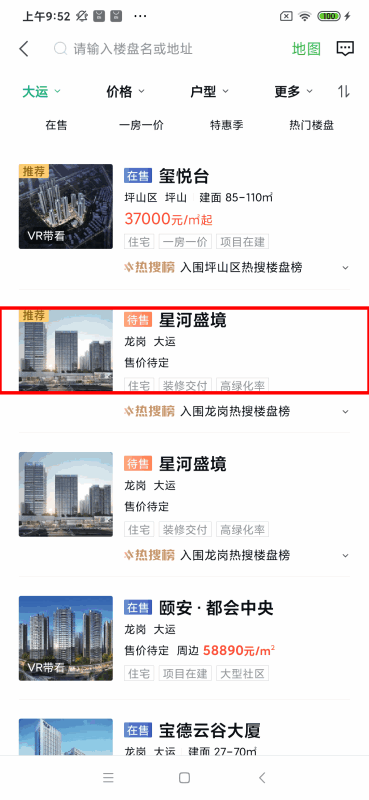 上午9:52 ··· 100
请输入楼盘名或地址 地图
大运 价格 户型 更多
在售 一房一价 特惠季 热门楼盘
推荐
VR带看
在售 玺悦台
坪山区 坪山 建面 85-110㎡
37000元/㎡起
住宅 一房一价 项目在建
热搜榜 入围坪山区热搜楼盘榜
推荐
待售 星河盛境
龙岗 大运
售价待定
住宅 装修交付 高绿化率
热搜榜 入围龙岗热搜楼盘榜
待售 星河盛境
龙岗 大运
售价待定
住宅 装修交付 高绿化率
热搜榜 入围龙岗热搜楼盘榜
VR带看
在售 颐安·都会中央
龙岗 大运
售价待定 周边 58890元/m²
住宅 项目在建 大型社区
在售 宝德云谷大厦
龙岗 大运 建面 27-70㎡